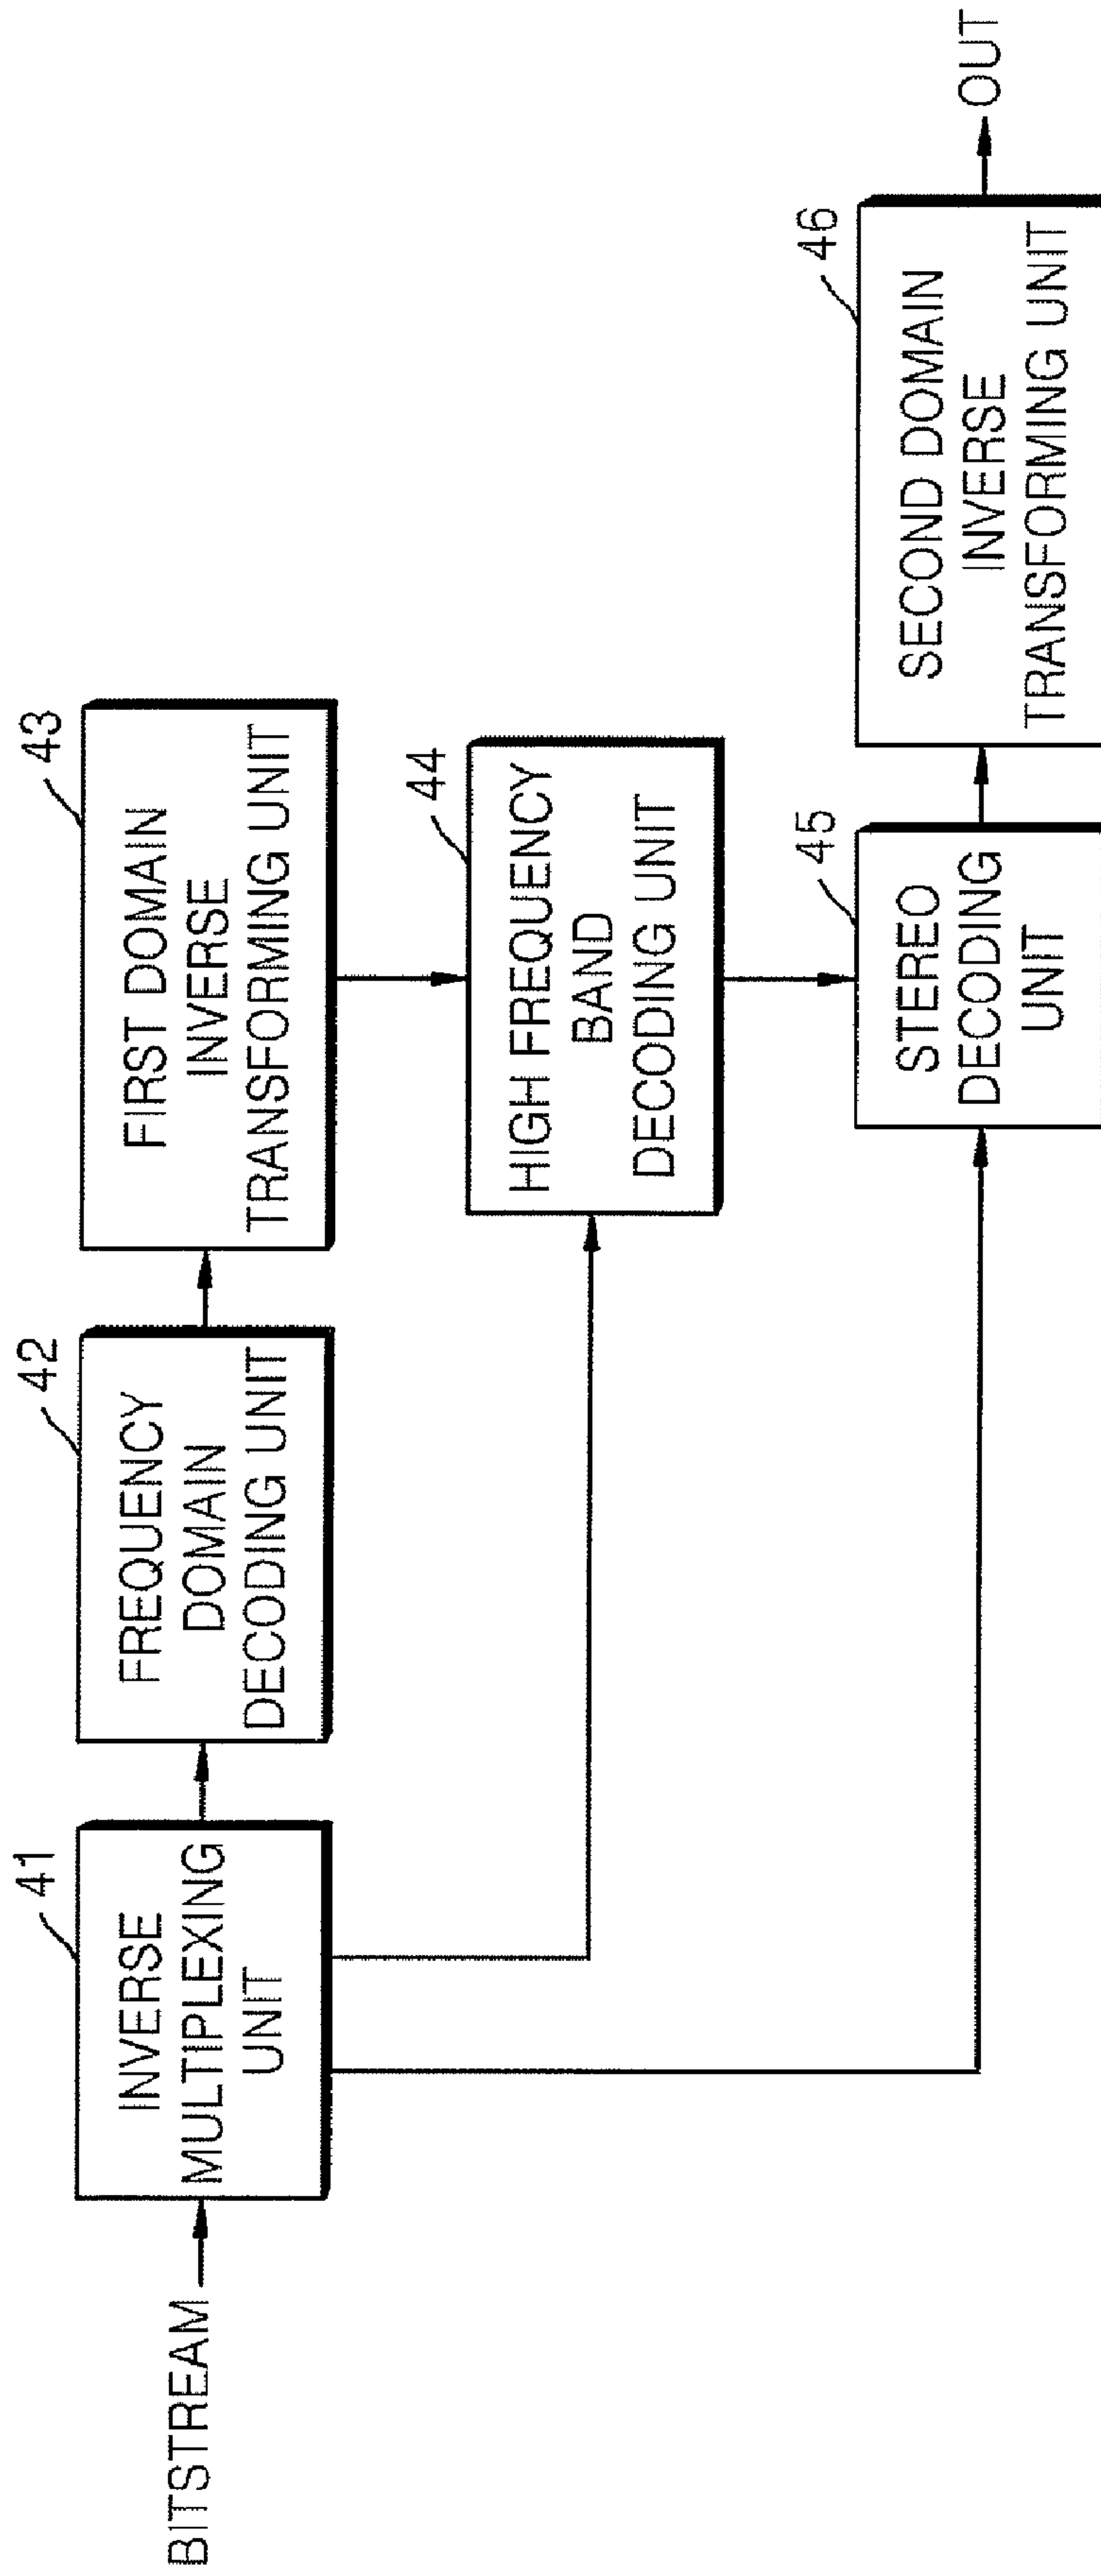 BITSTREAM
41
INVERSE
MULTIPLEXING
UNIT
42
FREQUENCY
DOMAIN
DECODING UNIT
43
FIRST DOMAIN
INVERSE
TRANSFORMING UNIT
44
HIGH FREQUENCY
BAND
DECODING UNIT
45
STEREO
DECODING
UNIT
46
SECOND DOMAIN
INVERSE
TRANSFORMING UNIT
OUT